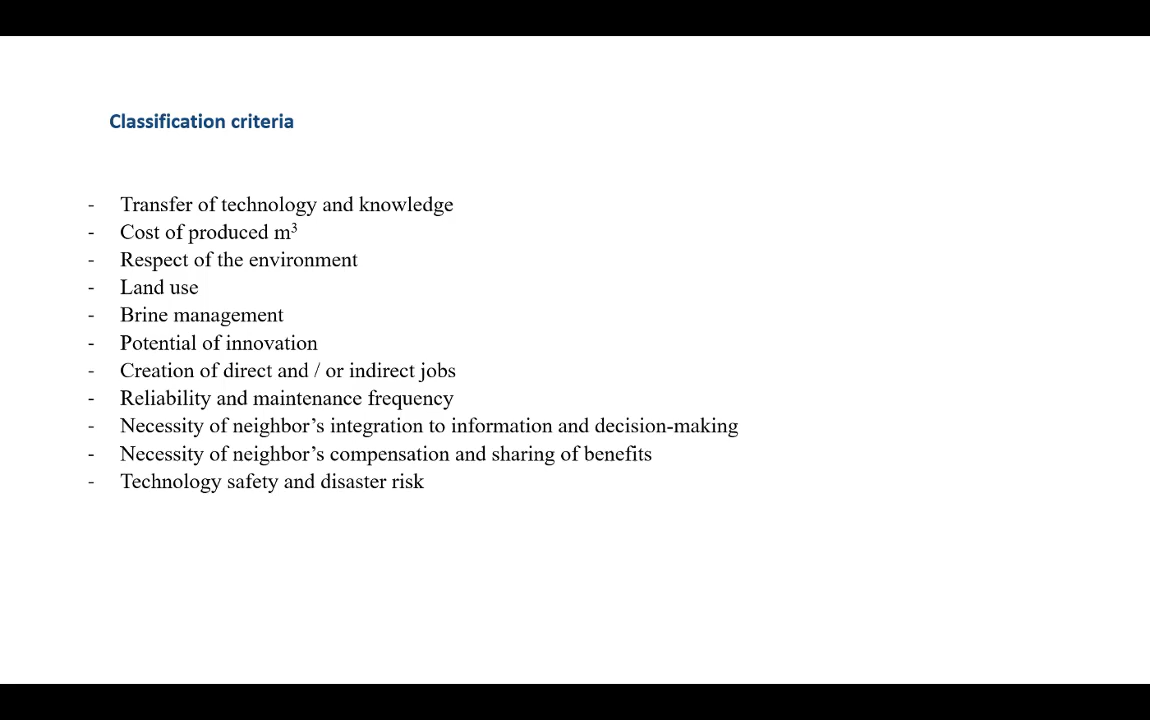 Classification criteria
- Transfer of technology and knowledge
- Cost of produced m³
- Respect of the environment
- Land use
- Brine management
- Potential of innovation
- Creation of direct and / or indirect jobs
- Reliability and maintenance frequency
- Necessity of neighbor’s integration to information and decision-making
- Necessity of neighbor’s compensation and sharing of benefits
- Technology safety and disaster risk